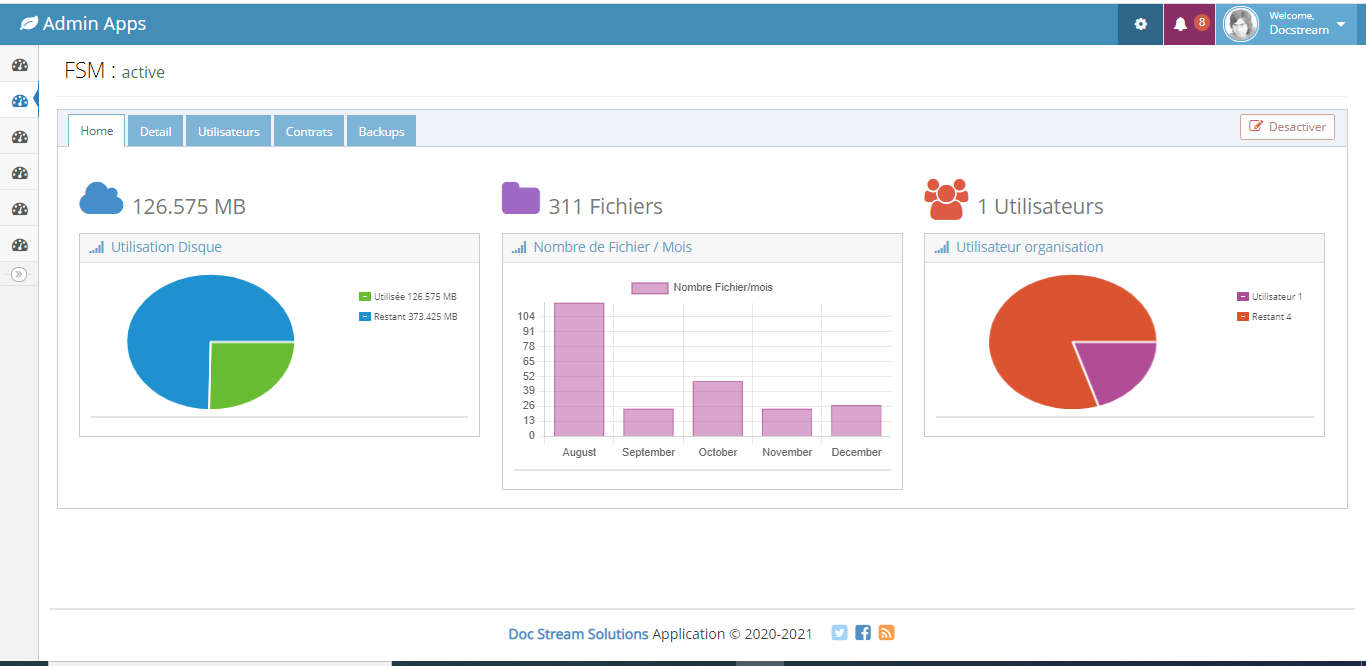 Admin Apps
8
Welcome,
Docstream
FSM : active
Home
Detail
Utilisateurs
Contrats
Backups
Desactiver
126.575 MB
311 Fichiers
1 Utilisateurs
Utilisation Disque
Utilisée 126.575 MB
Restant 373.425 MB
Nombre de Fichier / Mois
Nombre Fichier/mois
104
91
78
65
52
39
26
13
0
August
September
October
November
December
Utilisateur organisation
Utilisateur 1
Restant 4
Doc Stream Solutions Application © 2020-2021